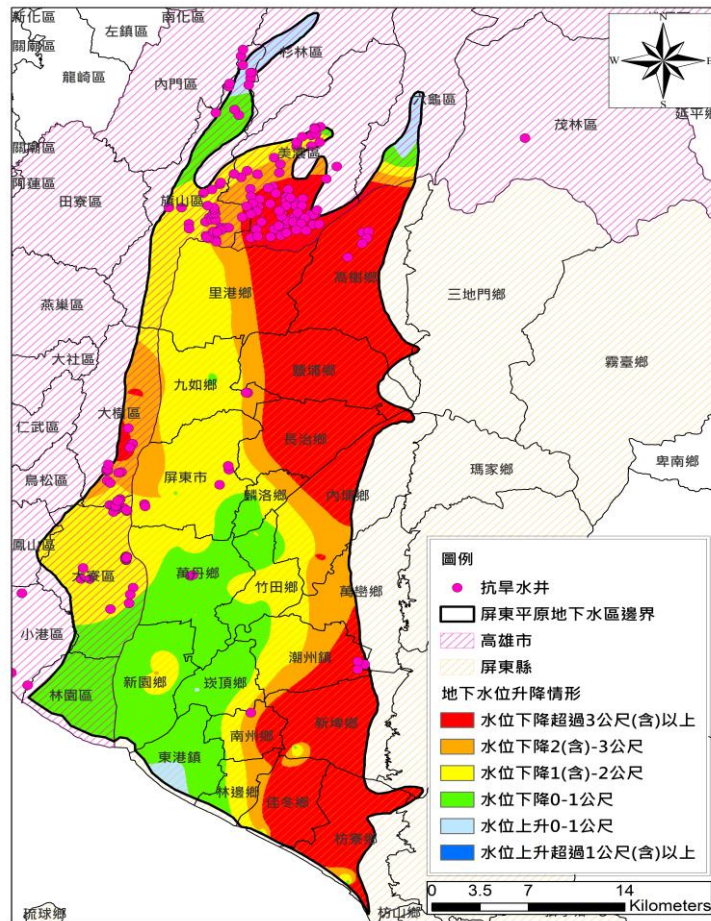 新化區
南化區
左鎮區
關廟區
龍崎區
內門區
杉林區
N
W
E
S
茂林區
延平鄉
關廟區
阿蓮區
田寮區
美濃區
旗山區
里港鄉
高樹鄉
三地門鄉
燕巢區
霧臺鄉
大社區
鹽埔鄉
九如鄉
仁武區
大樹區
長治鄉
鳥松區
屏東市
瑪家鄉
卑南鄉
麟洛鄉
內埔鄉
鳳山區
大寮區
萬丹鄉
竹田鄉
萬巒鄉
小港區
潮州鎮
林園區
新園鄉
崁頂鄉
新埤鄉
南州鄉
東港鎮
林邊鄉
佳冬鄉
枋寮鄉
琉球鄉
枋山鄉
圖例
抗旱水井
屏東平原地下水區邊界
高雄市
屏東縣
地下水位升降情形
水位下降超過3公尺(含)以上
水位下降2(含)-3公尺
水位下降1(含)-2公尺
水位下降0-1公尺
水位上升0-1公尺
水位上升超過1公尺(含)以上
0 3.5 7 14
Kilometers